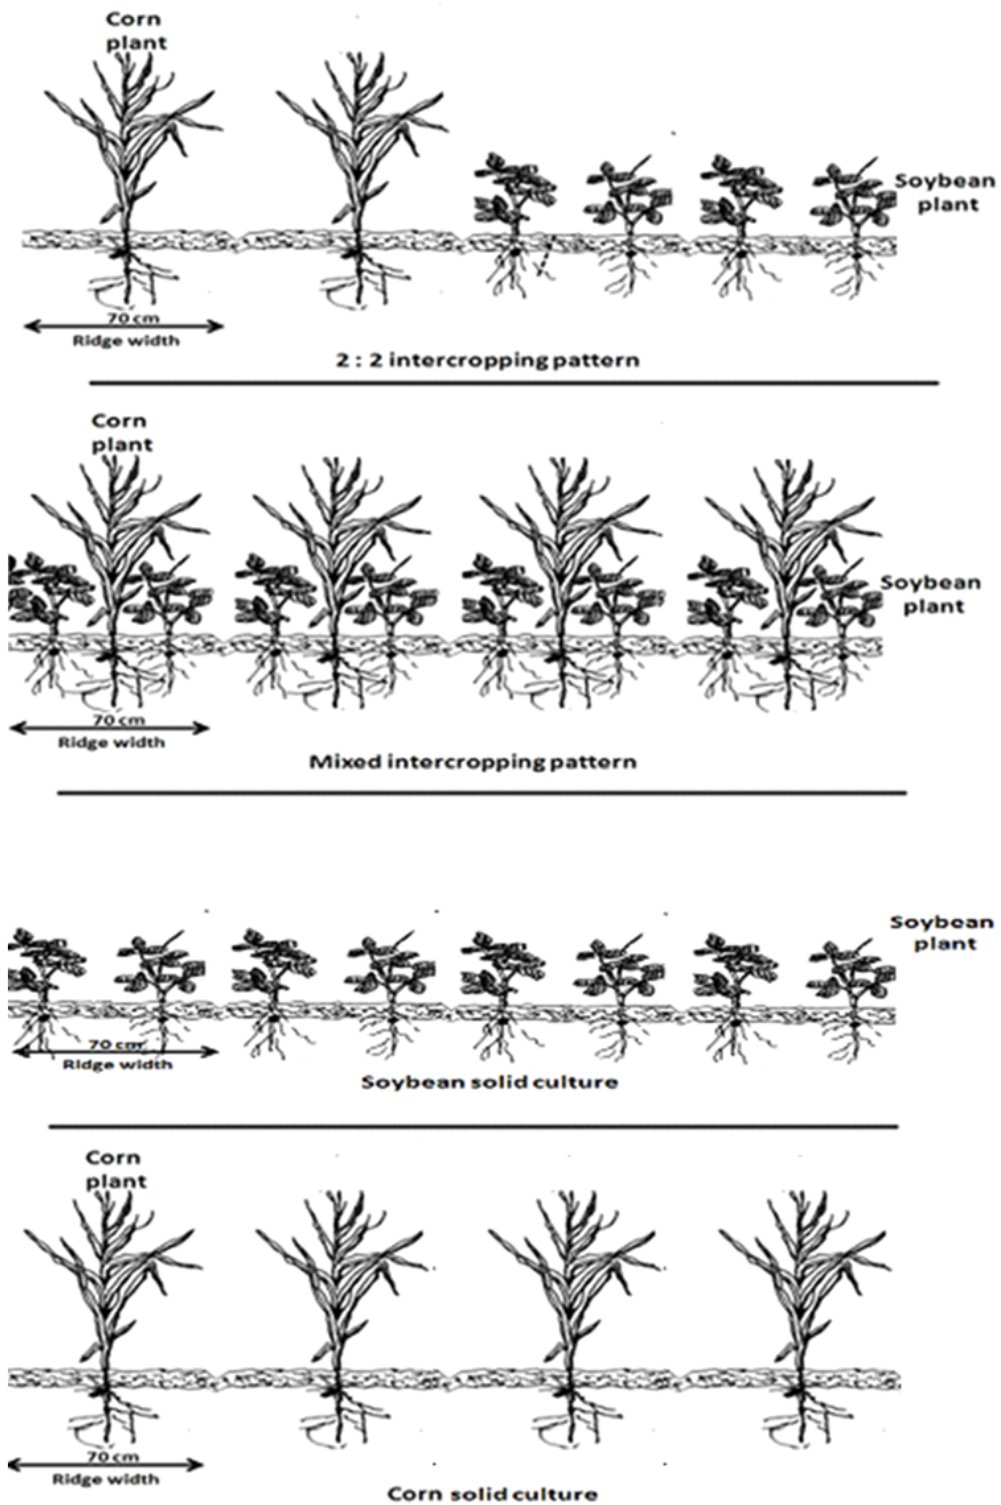 Corn
plant
Soybean
plant
70 cm
Ridge width
2 : 2 intercropping pattern
Corn
plant
Soybean
plant
70 cm
Ridge width
Mixed intercropping pattern
Soybean
plant
70 cm
Ridge width
Soybean solid culture
Corn
plant
70 cm
Ridge width
Corn solid culture